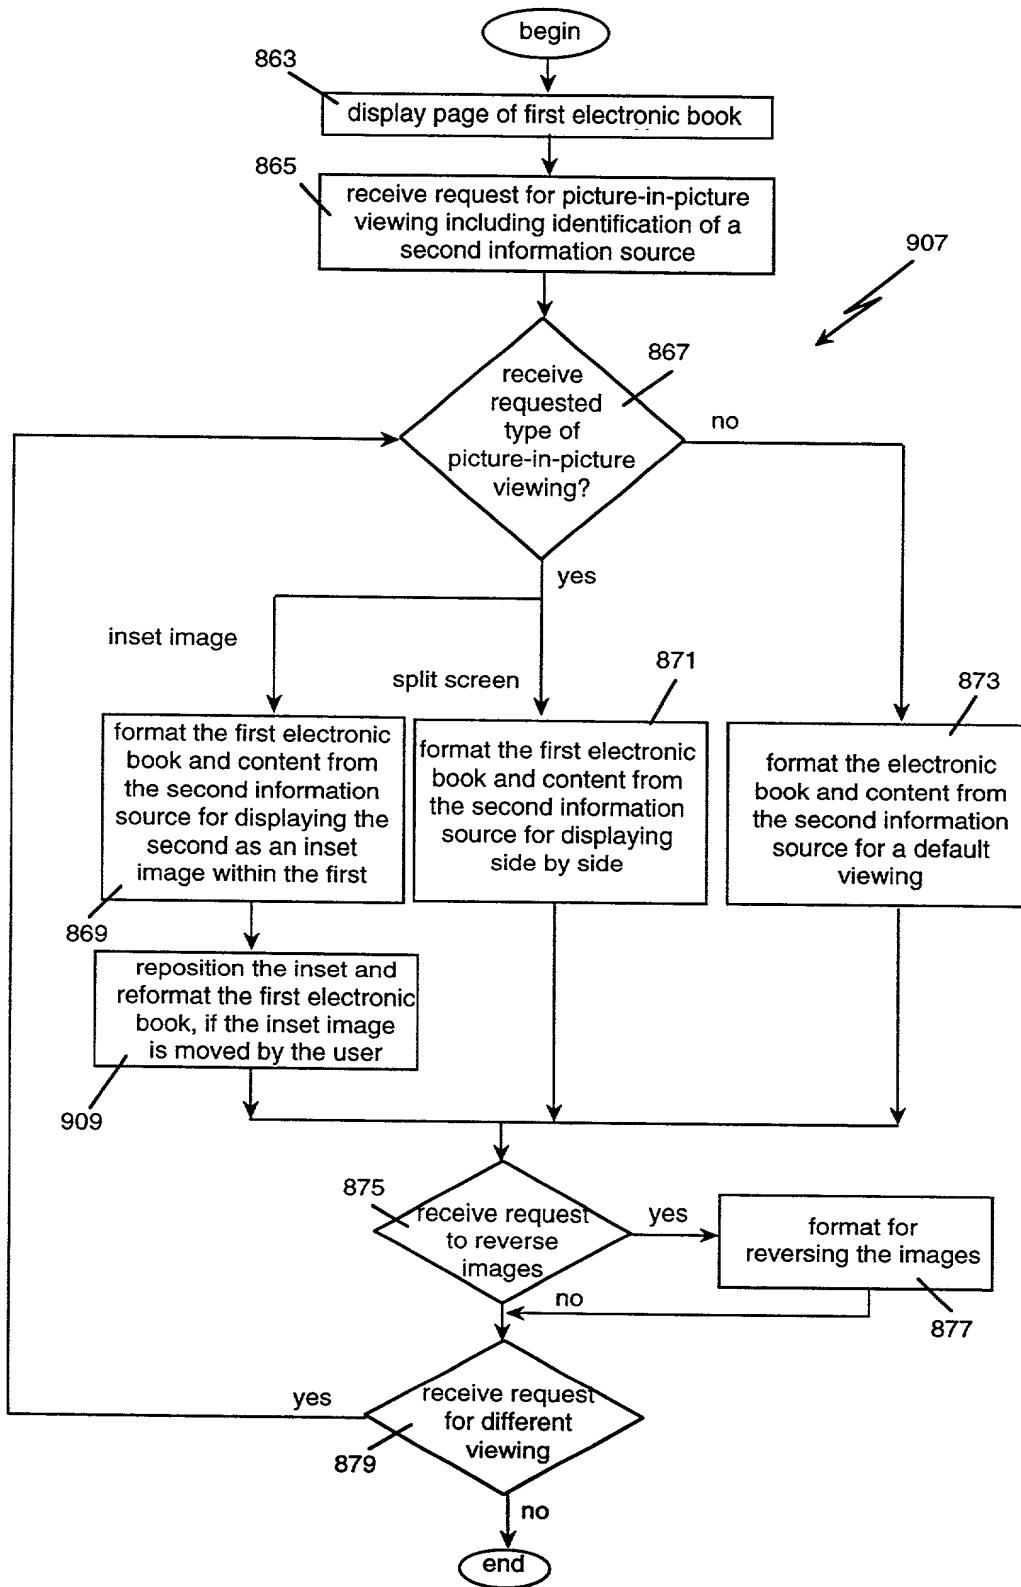 begin
863
display page of first electronic book
865
receive request for picture-in-picture
viewing including identification of a
second information source
907
867
receive
requested
type of
picture-in-picture
viewing?
no
yes
inset image
split screen
871
873
format the first electronic
book and content from
the second information
source for displaying the
second as an inset
image within the first
format the first electronic
book and content from
the second information
source for displaying
side by side
format the electronic
book and content from
the second information
source for a default
viewing
869
reposition the inset and
reformat the first electronic
book, if the inset image
is moved by the user
909
875
receive request
to reverse
images
yes
format for
reversing the images
no
877
yes
receive request
for different
viewing
879
no
end